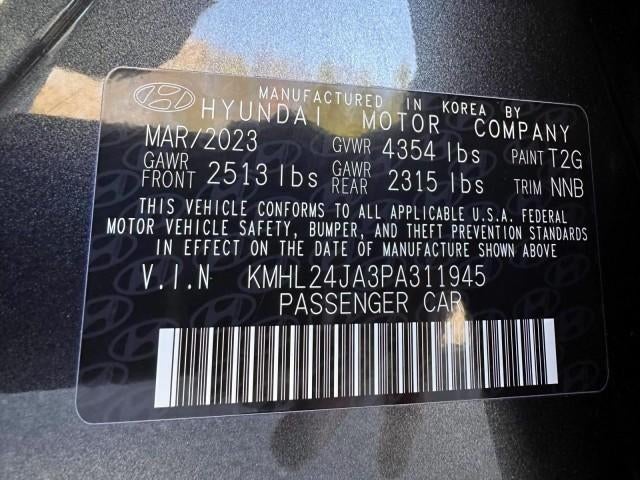 MANUFACTURED IN KOREA BY
HYUNDAI MOTOR COMPANY
MAR/2023 GVWR 4354 lbs PAINT T2G
GAWR FRONT 2513 lbs GAWR REAR 2315 lbs TRIM NNB
THIS VEHICLE CONFORMS TO ALL APPLICABLE U.S.A. FEDERAL
MOTOR VEHICLE SAFETY, BUMPER, AND THEFT PREVENTION STANDARDS
IN EFFECT ON THE DATE OF MANUFACTURE SHOWN ABOVE
V.I.N KMHL24JA3PA311945
PASSENGER CAR